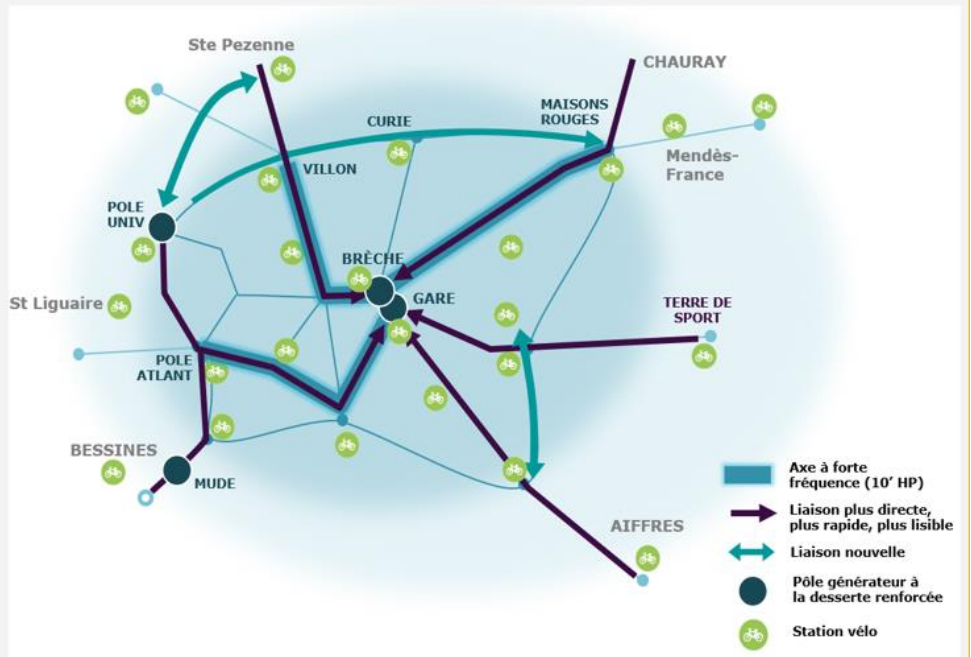 Ste Pezenne
CHAURAY
MAISONS
ROUGES
CURIE
Mendès-
France
VILLON
POLE
UNIV
BRÈCHE
GARE
St Liguaire
TERRE DE
SPORT
POLE
ATLANT
BESSINES
MUDE
AIFFRES
Axe à forte
fréquence (10' HP)
Liaison plus directe,
plus rapide, plus lisible
Liaison nouvelle
Pôle générateur à
la desserte renforcée
Station vélo